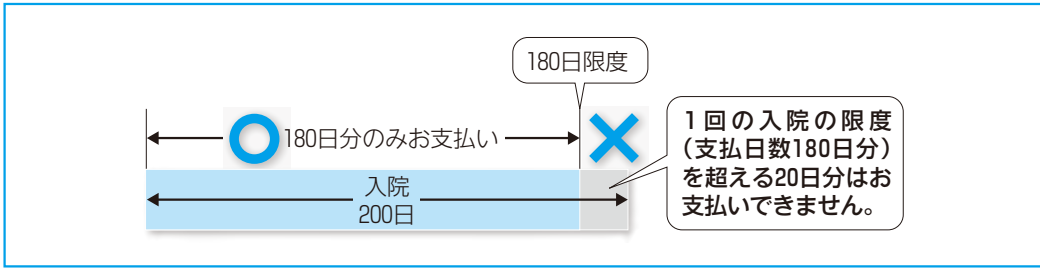 180日限度
180日分のみお支払い
1回の入院の限度
（支払日数180日分）
を超える20日分はお
支払いできません。
入院
200日